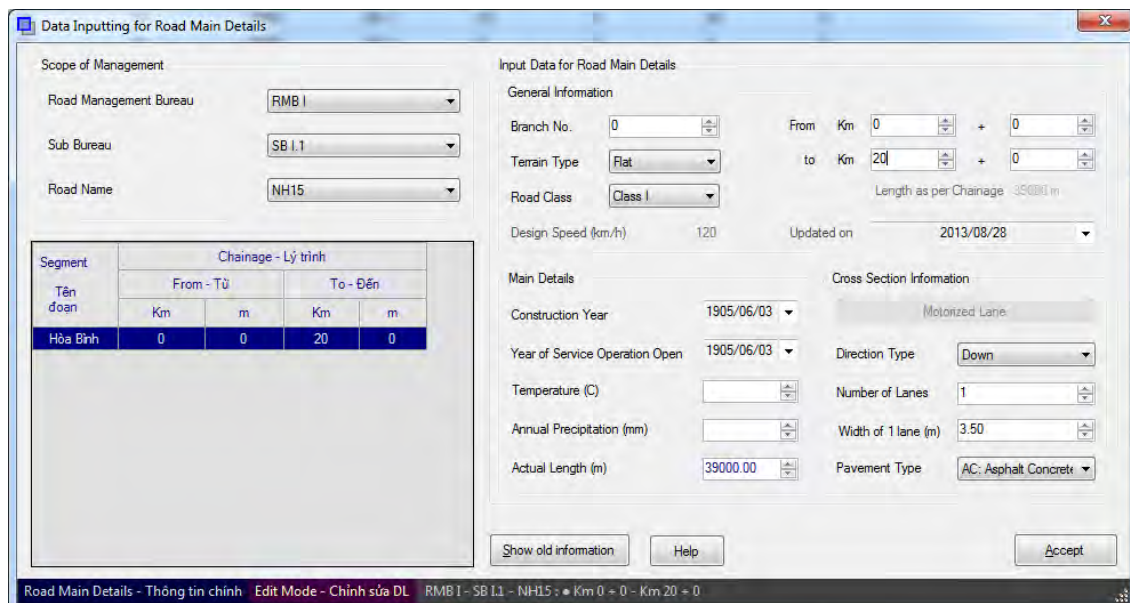 Data Inputting for Road Main Details
Scope of Management
Road Management Bureau RMB I
Sub Bureau SB I.1
Road Name NH15
Segment Chainage - Lý trình
Tên đoạn From - Từ To - Đến
Km m Km m
Hòa Bình 0 0 20 0
Input Data for Road Main Details
General Information
Branch No. 0 From Km 0 + 0
Terrain Type Flat to Km 20 + 0
Road Class Class I Length as per Chainage 39000 m
Design Speed (km/h) 120 Updated on 2013/08/28
Main Details
Construction Year 1905/06/03
Year of Service Operation Open 1905/06/03
Temperature (C)
Annual Precipitation (mm)
Actual Length (m) 39000.00
Cross Section Information
Motorized Lane
Direction Type Down
Number of Lanes 1
Width of 1 lane (m) 3.50
Pavement Type AC: Asphalt Concrete
Show old information Help Accept
Road Main Details - Thông tin chính Edit Mode - Chỉnh sửa DL RMB I - SB I.1 - NH15 : ● Km 0 + 0 - Km 20 + 0